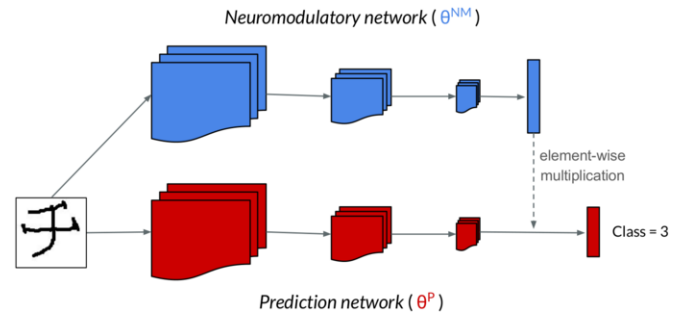 Neuromodulatory network ( θᴺᴹ)
element-wise
multiplication
Class = 3
Prediction network ( θᴾ)